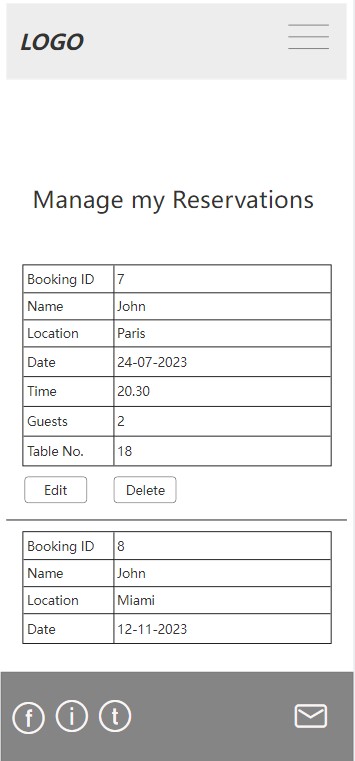 LOGO
Manage my Reservations
Booking ID 7
Name John
Location Paris
Date 24-07-2023
Time 20.30
Guests 2
Table No. 18
Edit Delete
Booking ID 8
Name John
Location Miami
Date 12-11-2023
f i t